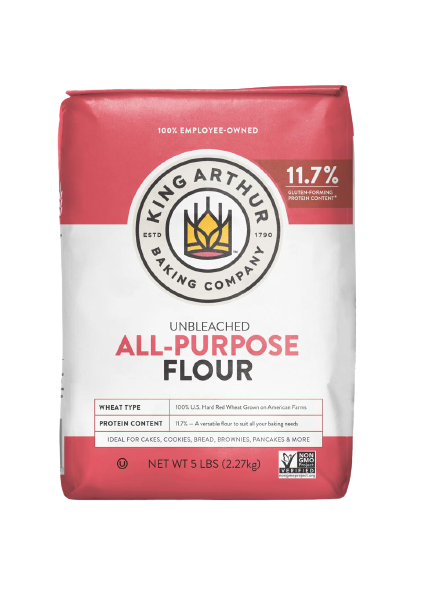 100% EMPLOYEE-OWNED
11.7%
GLUTEN-FORMING
PROTEIN CONTENT*
KING ARTHUR
ESTD 1790
BAKING COMPANY
UNBLEACHED
ALL-PURPOSE
FLOUR
WHEAT TYPE 100% U.S. Hard Red Wheat Grown on American Farms
PROTEIN CONTENT 11.7% — A versatile flour to suit all your baking needs
IDEAL FOR CAKES, COOKIES, BREAD, BROWNIES, PANCAKES & MORE
U NET WT 5 LBS (2.27kg)
NON
GMO
Project
VERIFIED
nongmoproject.org